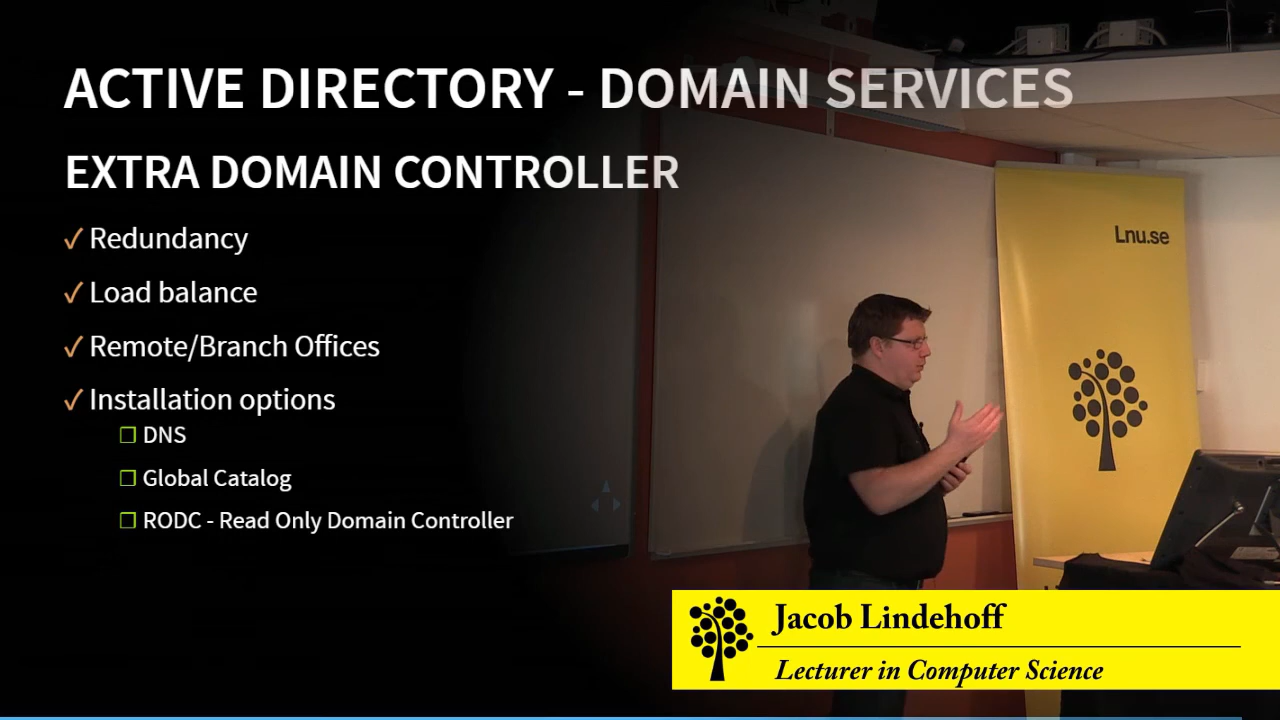 ACTIVE DIRECTORY - DOMAIN SERVICES
EXTRA DOMAIN CONTROLLER
✓ Redundancy
✓ Load balance
✓ Remote/Branch Offices
✓ Installation options
❒ DNS
❒ Global Catalog
❒ RODC - Read Only Domain Controller
Lnu.se
Jacob Lindehoff
Lecturer in Computer Science